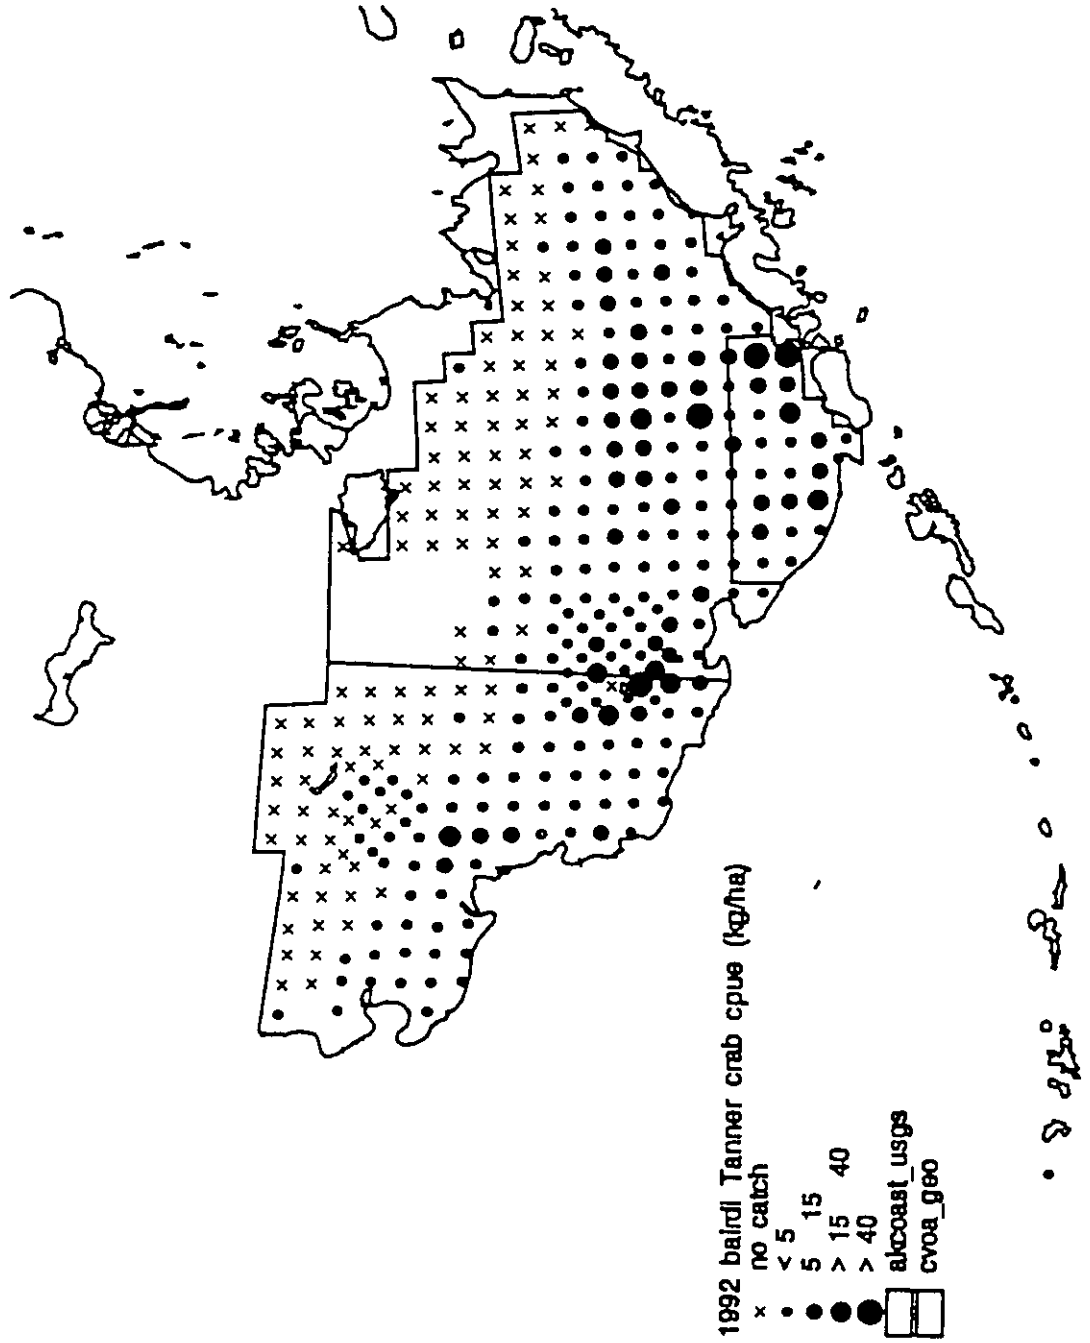 1992 bairdi Tanner crab cpue (kg/ha)
× no catch
< 5
5 15
> 15 40
> 40
akcoast_usgs
cvoa_geo